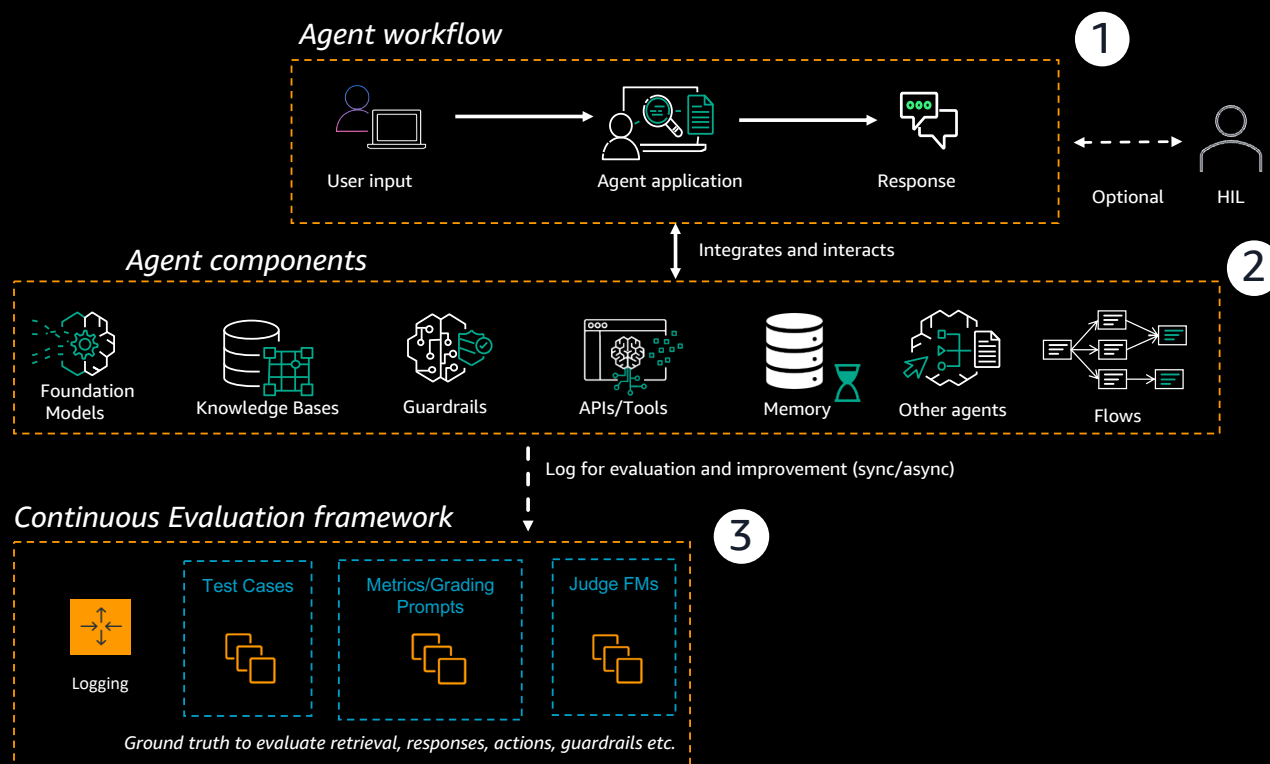 Agent workflow
1
User input
Agent application
Response
Optional
HIL
Integrates and interacts
Agent components
2
Foundation
Models
Knowledge Bases
Guardrails
APIs/Tools
Memory
Other agents
Flows
Log for evaluation and improvement (sync/async)
Continuous Evaluation framework
3
Logging
Test Cases
Metrics/Grading
Prompts
Judge FMs
Ground truth to evaluate retrieval, responses, actions, guardrails etc.